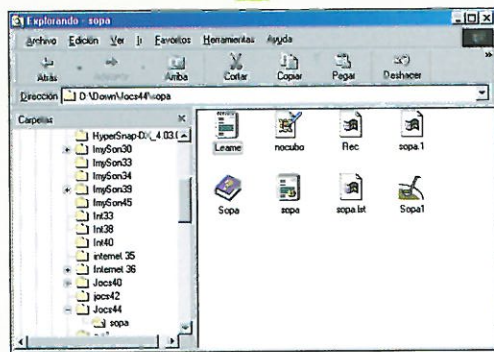 Explorando - sopa
Archivo Edición Ver Ir Favoritos Herramientas Ayuda
Atrás Arriba Cortar Copiar Pegar Deshacer
Dirección D:\Down\Jocs44\sopa
Carpetas
HyperSnap-DX_4.03.(
ImySon30
ImySon33
ImySon34
ImySon39
ImySon45
Int33
Int38
Int40
internet 35
Internet 36
Jocs40
jocs42
Jocs44
sopa
Leame nocubo Rec sopa.1
Sopa sopa sopa.lst Sopa1